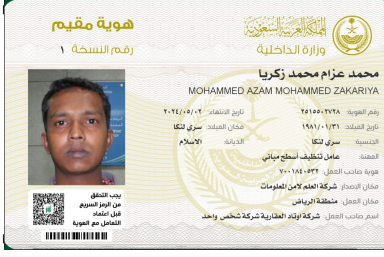 هوية مقيم
رقم النسخة ١
المملكة العربية السعودية
وزارة الداخلية
محمد عزام محمد زكريا
MOHAMMED AZAM MOHAMMED ZAKARIYA
رقم الهوية: ٢٥١٥٥٠٢٧٢٨ تاريخ الانتهاء: ٢٠٢٤/٠٥/٠٢
تاريخ الميلاد: ١٩٨١/٠١/٣١ مكان الميلاد: سري لنكا
الجنسية: سري لنكا الديانة: الاسلام
المهنة: عامل تنظيف أسطح مباني
هوية صاحب العمل: ٧٠٠١٨٤٠٥٣٢
مكان الإصدار: شركة العلم لأمن المعلومات
مكان العمل: منطقة الرياض
اسم صاحب العمل: شركة اوتاد العقارية شركة شخص واحد
يجب التحقق
من الرمز السريع
قبل اعتماد
التعامل مع الهوية